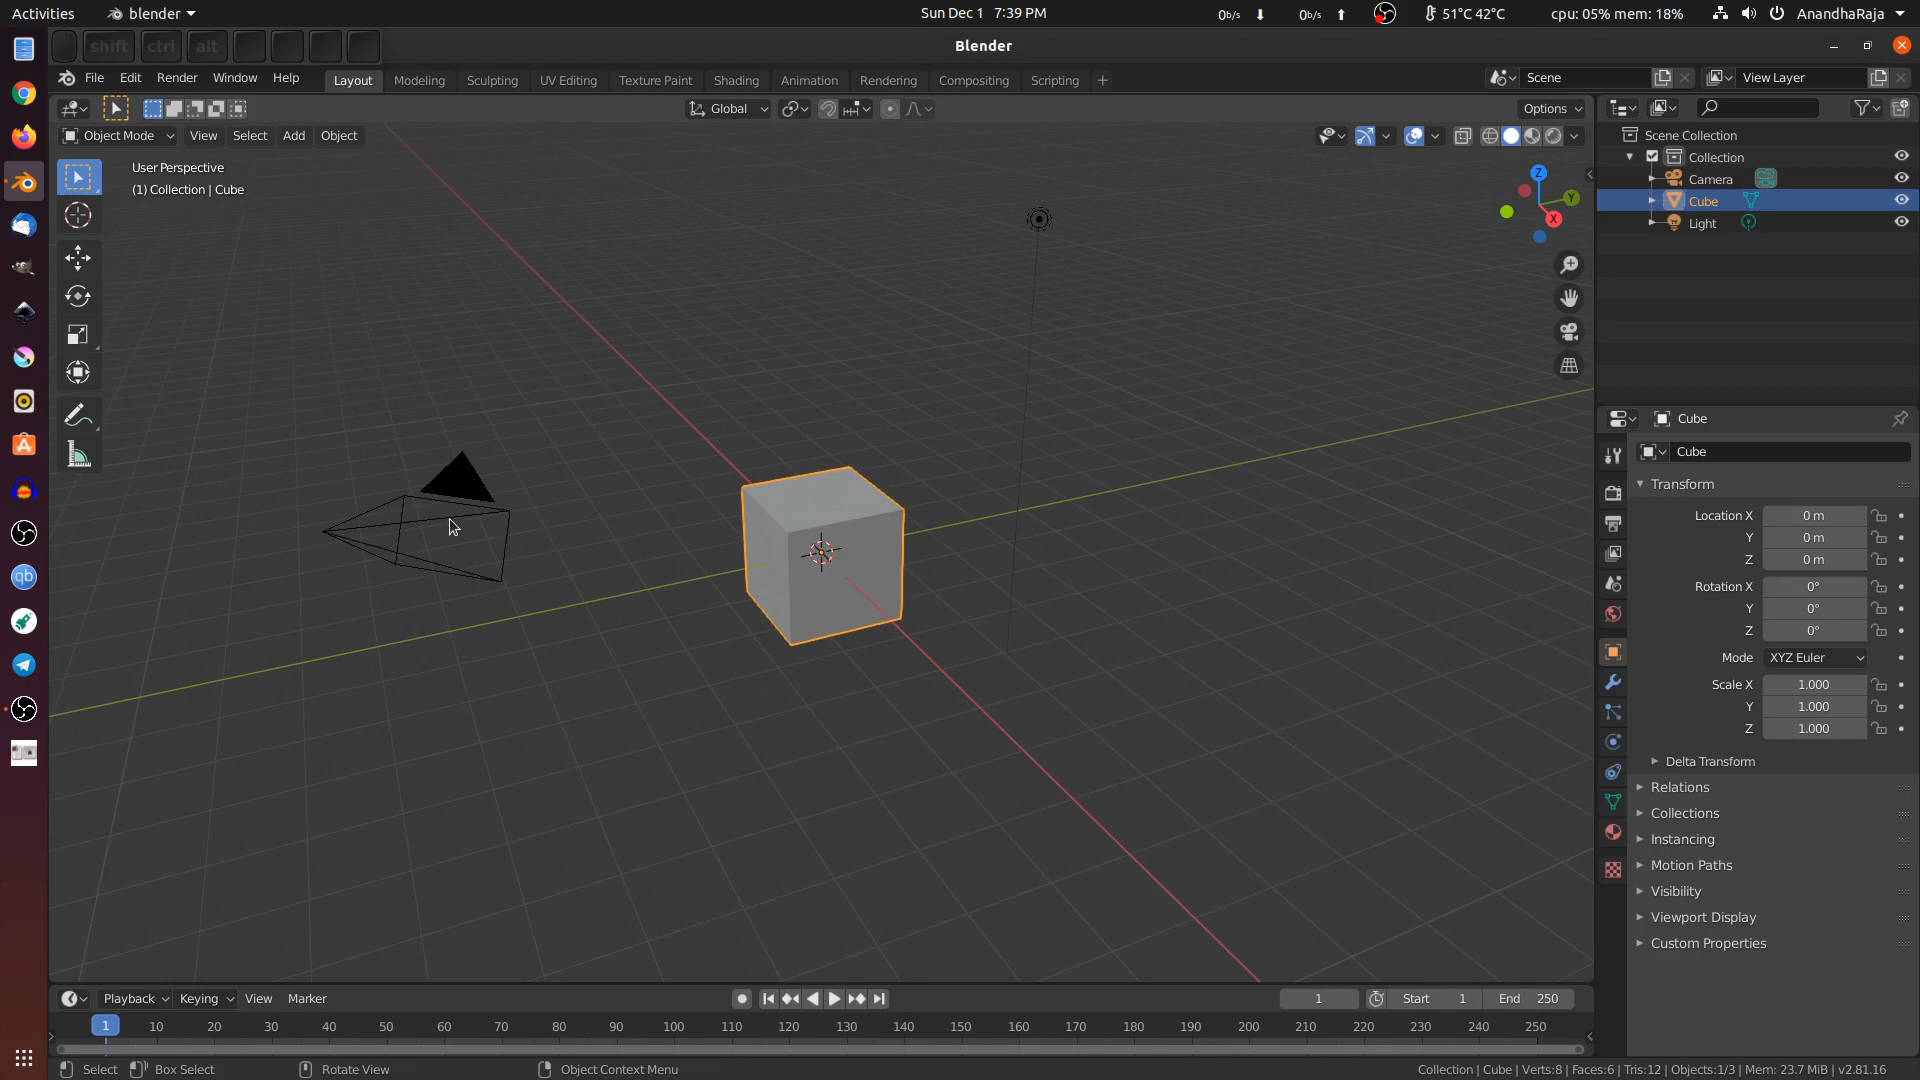 Activities blender Sun Dec 1 7:39 PM 0b/s 0b/s 51°C 42°C cpu: 05% mem: 18% AnandhaRaja
shift ctrl alt Blender
File Edit Render Window Help Layout Modeling Sculpting UV Editing Texture Paint Shading Animation Rendering Compositing Scripting + Scene View Layer
Global Options
Object Mode View Select Add Object
User Perspective
(1) Collection | Cube
Z
Y
X
Scene Collection
Collection
Camera
Cube
Light
Cube
Cube
Transform
Location X 0 m
Y 0 m
Z 0 m
Rotation X 0°
Y 0°
Z 0°
Mode XYZ Euler
Scale X 1.000
Y 1.000
Z 1.000
Delta Transform
Relations
Collections
Instancing
Motion Paths
Visibility
Viewport Display
Custom Properties
qb
Playback Keying View Marker 1 Start 1 End 250
1 10 20 30 40 50 60 70 80 90 100 110 120 130 140 150 160 170 180 190 200 210 220 230 240 250
Select Box Select Rotate View Object Context Menu Collection | Cube | Verts:8 | Faces:6 | Tris:12 | Objects:1/3 | Mem: 23.7 MiB | v2.81.16